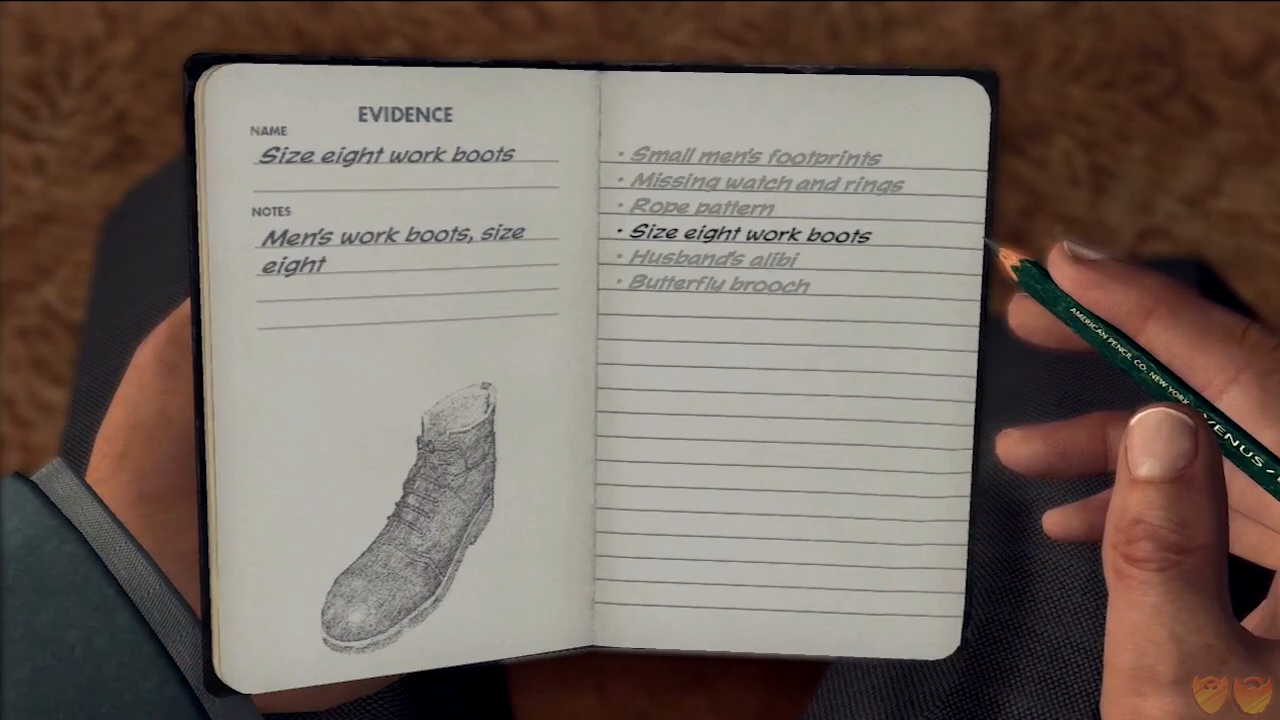 EVIDENCE
NAME
Size eight work boots
NOTES
Men's work boots, size
eight
• Small men's footprints
• Missing watch and rings
• Rope pattern
• Size eight work boots
• Husband's alibi
• Butterfly brooch
AMERICAN PENCIL CO. NEW YORK
VENUS